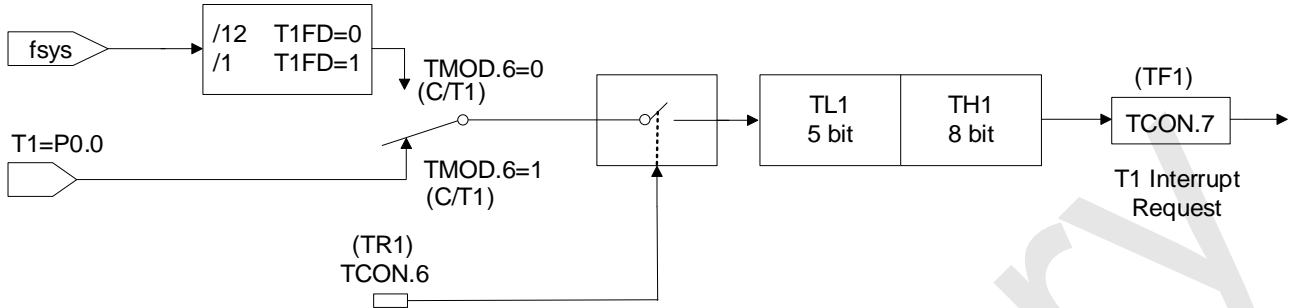 fsys
/12 T1FD=0
/1 T1FD=1
TMOD.6=0
(C/T1)
T1=P0.0
TMOD.6=1
(C/T1)
(TR1)
TCON.6
TL1
5 bit
TH1
8 bit
(TF1)
TCON.7
T1 Interrupt
Request
ry